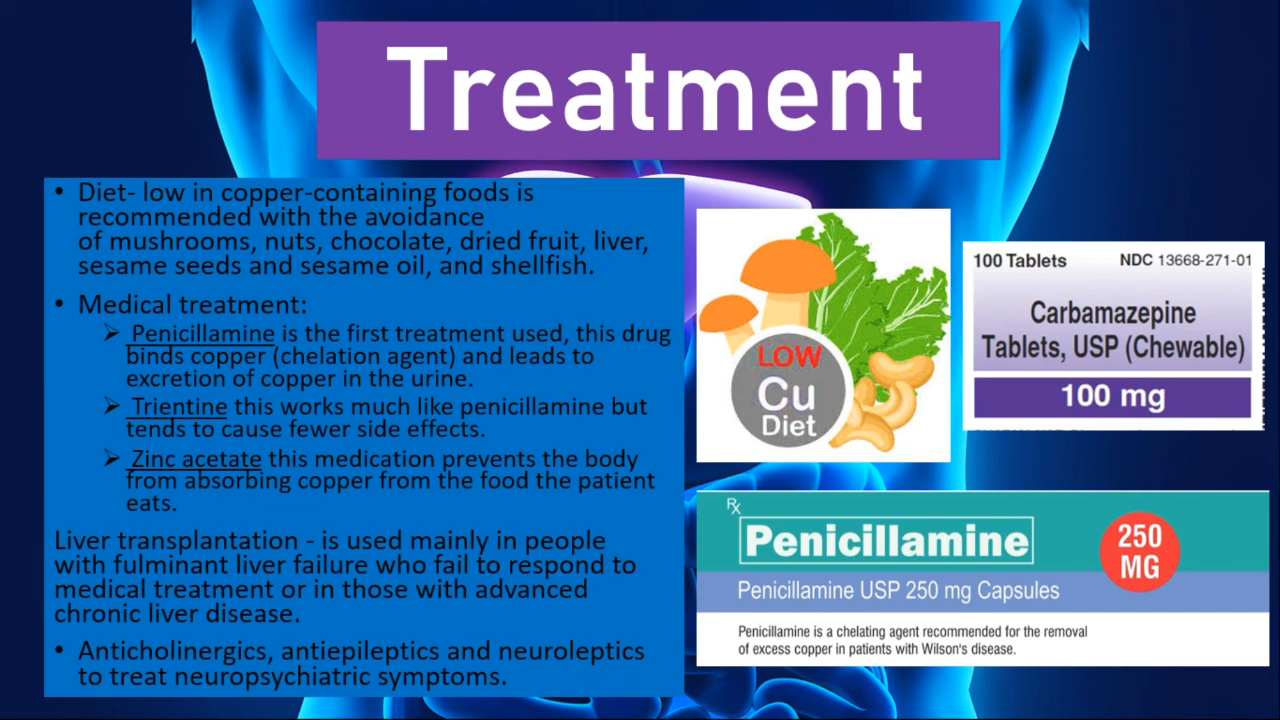 Treatment
• Diet- low in copper-containing foods is
recommended with the avoidance
of mushrooms, nuts, chocolate, dried fruit, liver,
sesame seeds and sesame oil, and shellfish.
• Medical treatment:
➢ Penicillamine is the first treatment used, this drug
binds copper (chelation agent) and leads to
excretion of copper in the urine.
➢ Trientine this works much like penicillamine but
tends to cause fewer side effects.
➢ Zinc acetate this medication prevents the body
from absorbing copper from the food the patient
eats.
Liver transplantation - is used mainly in people
with fulminant liver failure who fail to respond to
medical treatment or in those with advanced
chronic liver disease.
• Anticholinergics, antiepileptics and neuroleptics
to treat neuropsychiatric symptoms.
LOW
Cu
Diet
100 Tablets NDC 13668-271-01
Carbamazepine
Tablets, USP (Chewable)
100 mg
Rx
Penicillamine
250
MG
Penicillamine USP 250 mg Capsules
Penicillamine is a chelating agent recommended for the removal
of excess copper in patients with Wilson's disease.